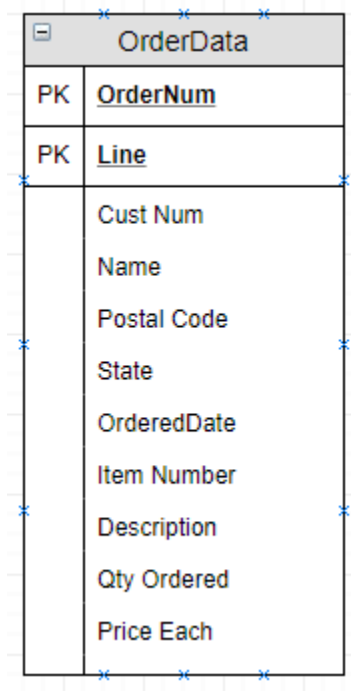 OrderData
PK OrderNum
PK Line
Cust Num
Name
Postal Code
State
OrderedDate
Item Number
Description
Qty Ordered
Price Each